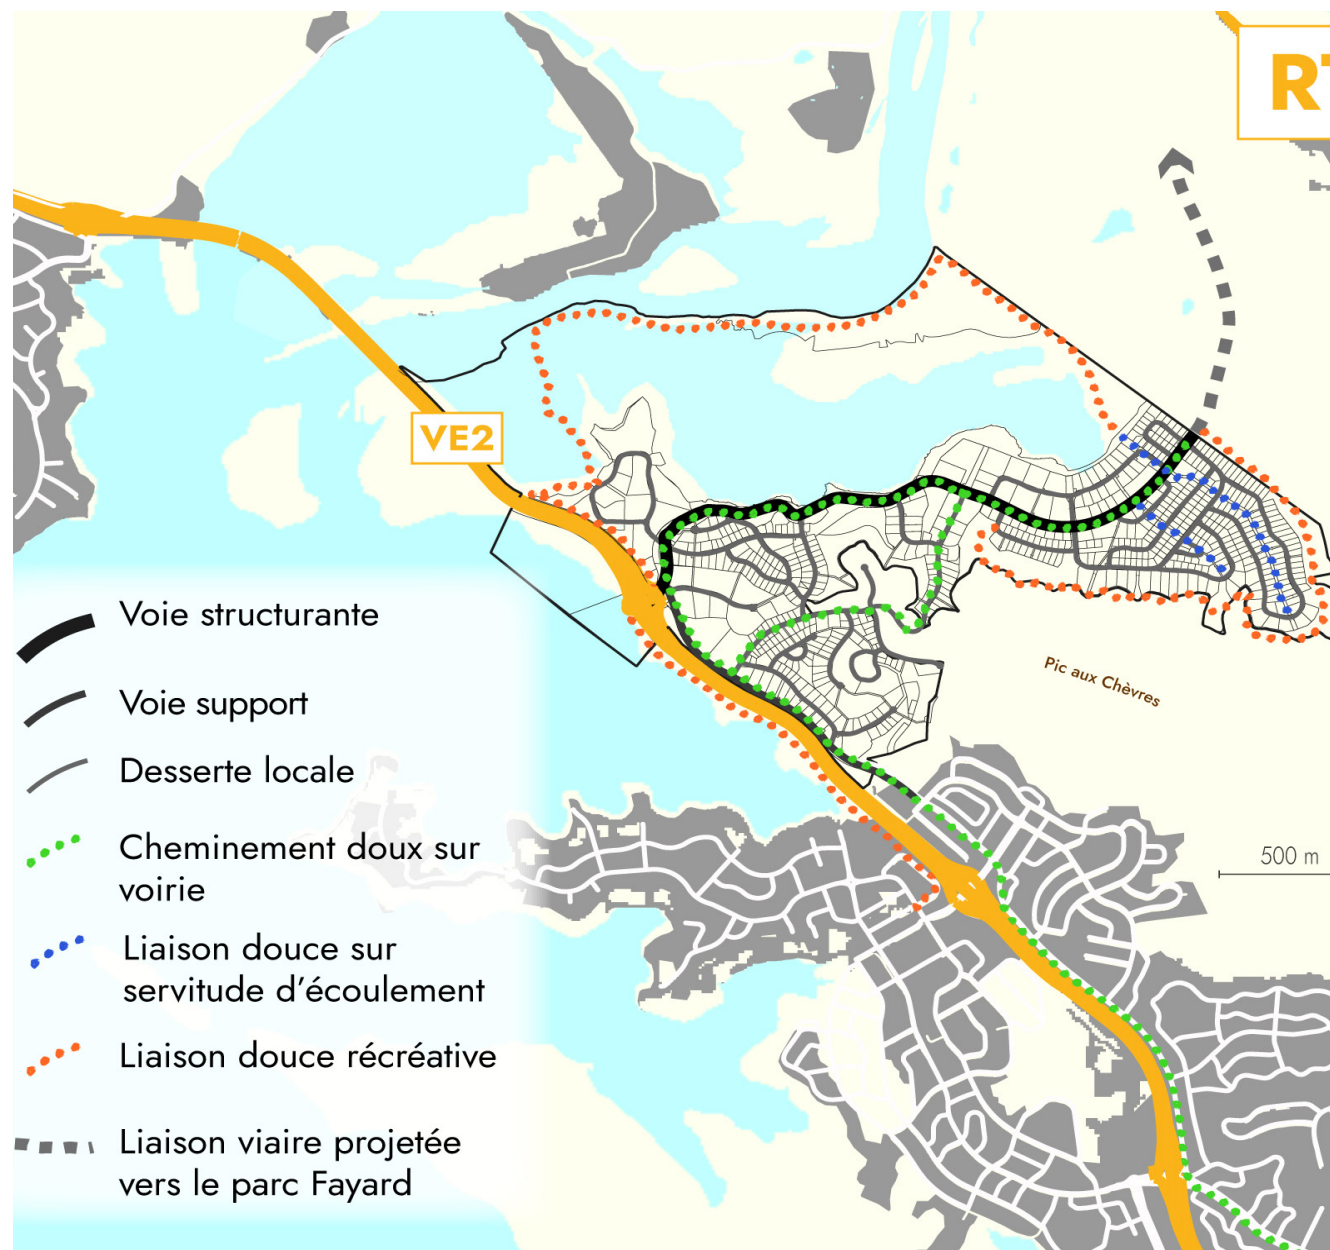 VE2
Pic aux Chèvres
500 m
Voie structurante
Voie support
Desserte locale
Cheminement doux sur
voirie
Liaison douce sur
servitude d'écoulement
Liaison douce récréative
Liaison viaire projetée
vers le parc Fayard